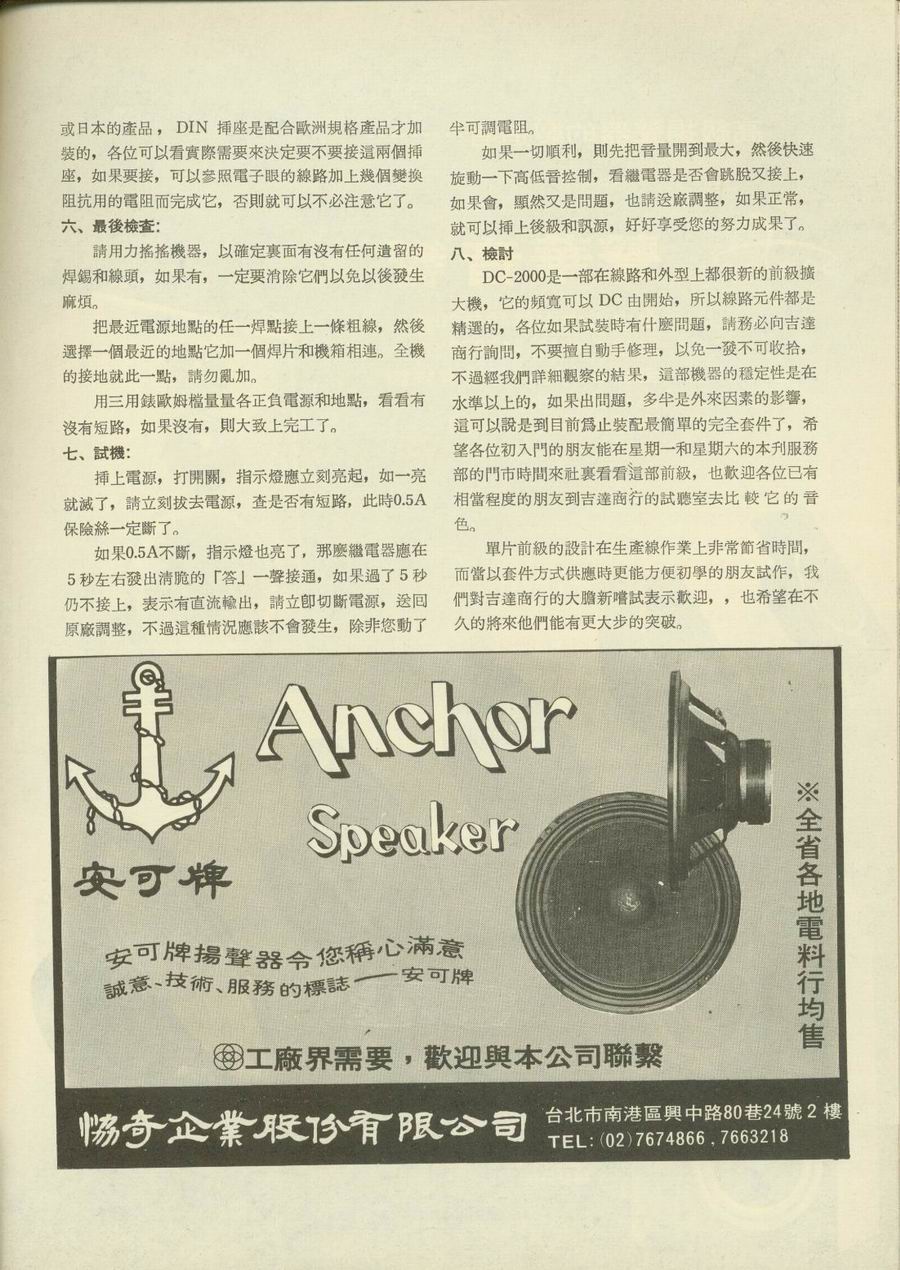 或日本的產品，DIN 揷座是配合歐洲規格產品才加
裝的，各位可以看實際需要來決定要不要接這兩個揷
座，如果要接，可以參照電子眼的線路加上幾個變換
阻抗用的電阻而完成它，否則就可以不必注意它了。
六、最後檢查：
請用力搖搖機器，以確定裏面有沒有任何遺留的
焊錫和線頭，如果有，一定要消除它們以免以後發生
麻煩。
把最近電源地點的任一焊點接上一條粗線，然後
選擇一個最近的地點它加一個焊片和機箱相連。全機
的接地就此一點，請勿亂加。
用三用錶歐姆檔量量各正負電源和地點，看看有
沒有短路，如果沒有，則大致上完工了。
七、試機：
揷上電源，打開關，指示燈應立刻亮起，如一亮
就滅了，請立刻拔去電源，查是否有短路，此時0.5A
保險絲一定斷了。
如果0.5A不斷，指示燈也亮了，那麼繼電器應在
5秒左右發出淸脆的『答』一聲接通，如果過了5秒
仍不接上，表示有直流輸出，請立卽切斷電源，送囘
原廠調整，不過這種情況應該不會發生，除非您動了
半可調電阻。
如果一切順利，則先把音量開到最大，然後快速
旋動一下高低音控制，看繼電器是否會跳脫又接上，
如果會，顯然又是問題，也請送廠調整，如果正常，
就可以揷上後級和訊源，好好享受您的努力成果了。
八、檢討
DC-2000是一部在線路和外型上都很新的前級擴
大機，它的頻寬可以 DC 由開始，所以線路元件都是
精選的，各位如果試裝時有什麼問題，請務必向吉達
商行詢問，不要擅自動手修理，以免一發不可收拾，
不過經我們詳細觀察的結果，這部機器的穩定性是在
水準以上的，如果出問題，多半是外來因素的影響，
這可以說是到目前爲止裝配最簡單的完全套件了，希
望各位初入門的朋友能在星期一和星期六的本刋服務
部的門市時間來社裏看看這部前級，也歡迎各位已有
相當程度的朋友到吉達商行的試聽室去比較它的音
色。
單片前級的設計在生產線作業上非常節省時間，
而當以套件方式供應時更能方便初學的朋友試作，我
們對吉達商行的大膽新嚐試表示歡迎，，也希望在不
久的將來他們能有更大步的突破。
Anchor
Speaker
安可牌
安可牌揚聲器令您稱心滿意
誠意、技術、服務的標誌——安可牌
※全省各地電料行均售
工廠界需要，歡迎與本公司聯繫
協奇企業股份有限公司
台北市南港區興中路80巷24號2樓
TEL:(02)7674866 , 7663218